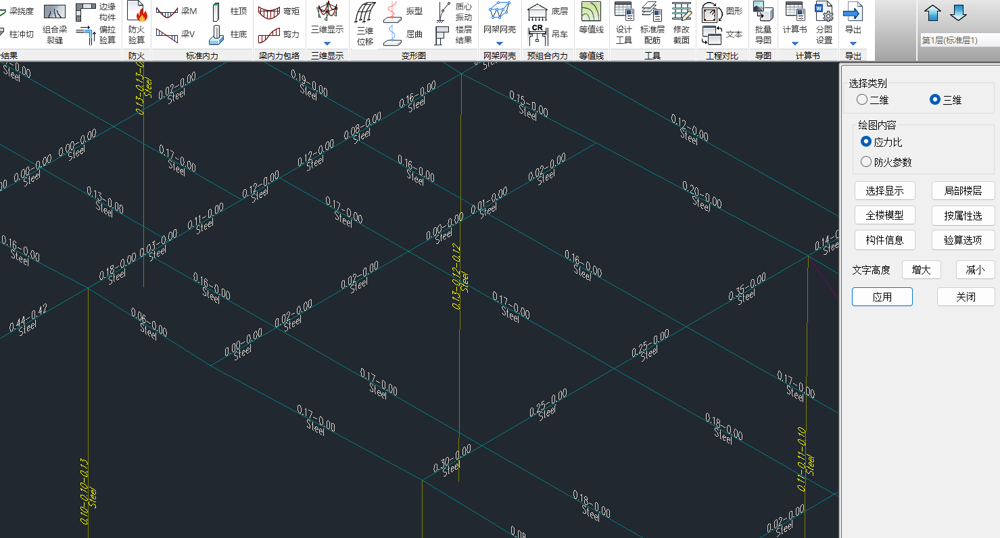 梁挠度
柱冲切
组合梁
裂缝
边缘
构件
偏拉
验算
防火
验算
梁M
梁V
柱顶
柱底
弯矩
剪力
三维显示
三维
位移
振型
屈曲
质心
振动
楼层
结果
网架网壳
底层
CR
吊车
等值线
设计
工具
标准层
配筋
修改
截面
图形
文本
批量
导图
计算书
W
分图
设置
导出
第1层(标准层1)
结果
防火
标准内力
梁内力包络
三维显示
变形图
网架网壳
预组合内力
等值线
工具
工程对比
导图
计算书
导出
选择类别
二维
三维
绘图内容
应力比
防火参数
选择显示
局部楼层
全楼模型
按属性选
构件信息
验算选项
文字高度
增大
减小
应用
关闭
Steel
0.02-0.00
Steel
0.19-0.00
Steel
0.16-0.00
Steel
0.15-0.00
Steel
0.12-0.00
Steel
0.08-0.00
Steel
0.00-0.00
Steel
0.00-0.00
Steel
0.17-0.00
Steel
0.12-0.00
Steel
0.16-0.00
Steel
0.02-0.00
Steel
0.13-0.00
Steel
0.12-0.00
Steel
0.20-0.00
Steel
0.11-0.00
Steel
0.17-0.00
Steel
0.01-0.00
Steel
0.00-0.00
Steel
0.03-0.00
Steel
0.16-0.00
Steel
0.18-0.00
Steel
0.16-0.00
Steel
0.02-0.00
Steel
0.13-0.12-0.12
Steel
0.16-0.00
Steel
0.35-0.00
Steel
0.17-0.00
Steel
0.44-0.42
Steel
0.06-0.00
Steel
0.02-0.00
Steel
0.00-0.00
Steel
0.25-0.00
Steel
0.17-0.00
Steel
0.17-0.00
Steel
0.25-0.00
Steel
0.17-0.00
Steel
0.18-0.00
Steel
0.30-0.00
Steel
0.11-0.11-0.10
Steel
0.10-0.10-0.13
Steel
0.18-0.00
Steel
0.02-0.00
Steel